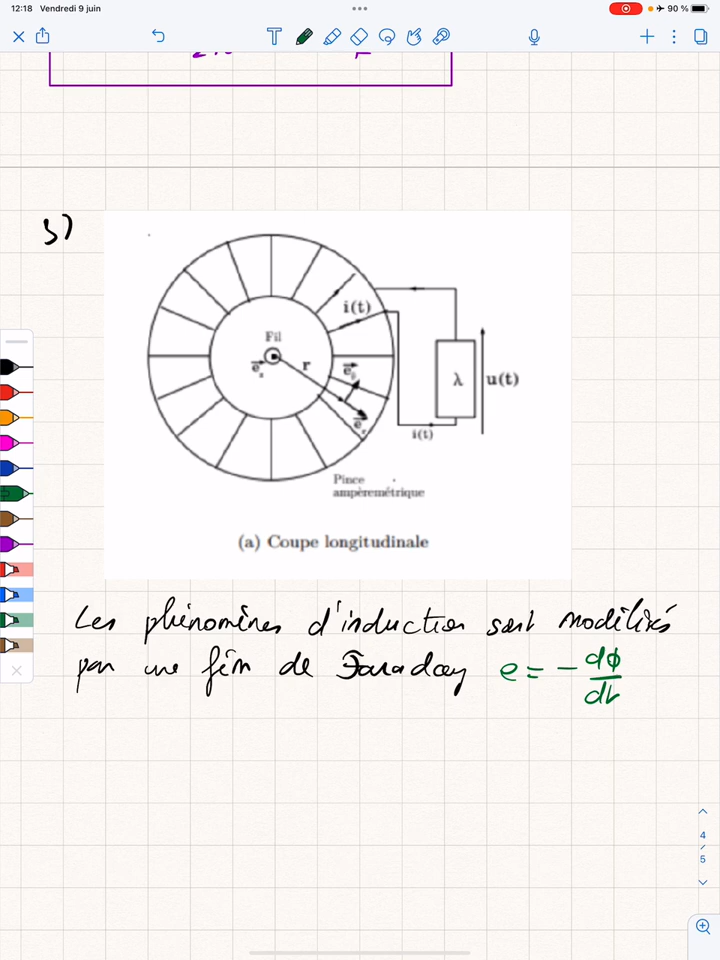 12:18 Vendredi 9 juin
90 %
T
5)
i(t)
Fil
r
λ
u(t)
i(t)
Pince
ampèremétrique
(a) Coupe longitudinale
Les phénomènes d'induction sont modélisés
par une fém de Faraday e = - dφ/dt
4
/
5